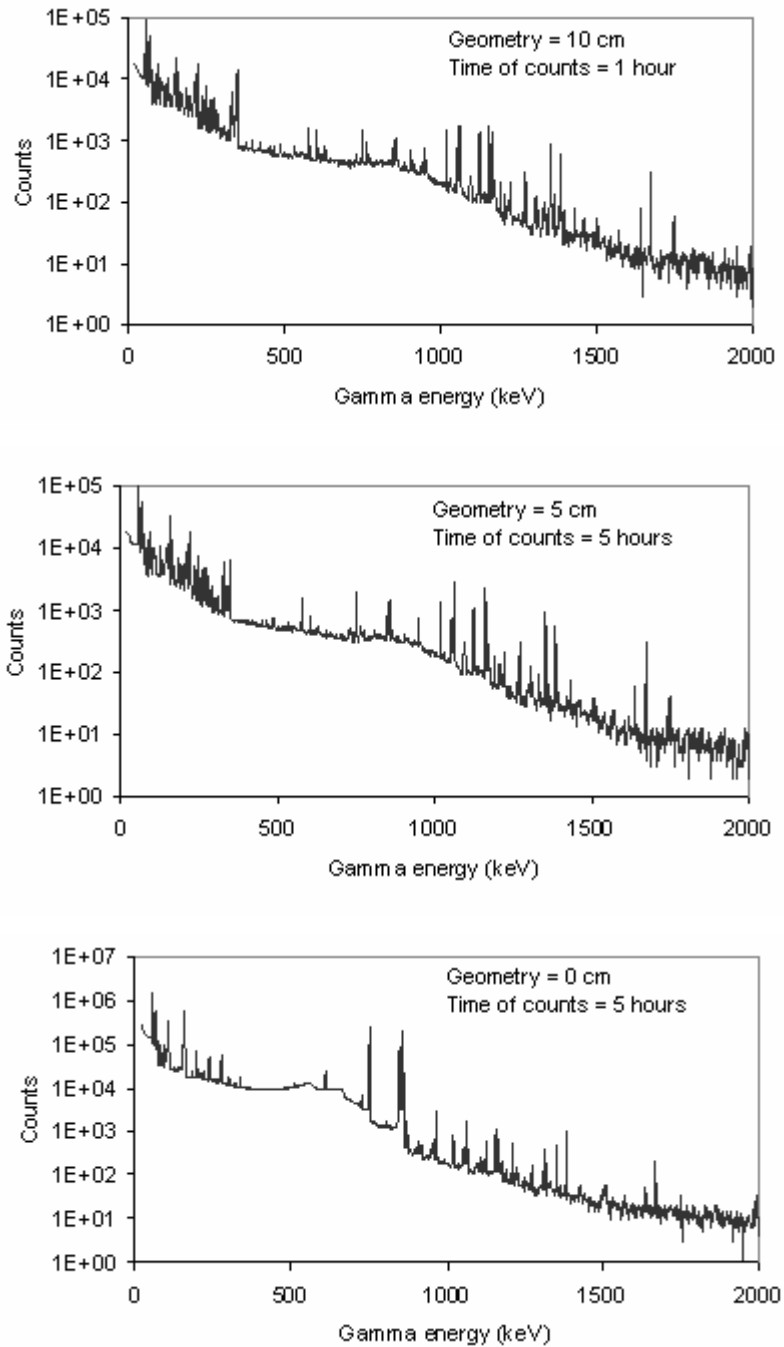 1E+05
Geometry = 10 cm
1E+04
Time of counts = 1 hour
1E+03
Counts
1E+02
1E+01
1E+00
0 500 1000 1500 2000
Gamma energy (keV)
1E+05
Geometry = 5 cm
1E+04
Time of counts = 5 hours
1E+03
Counts
1E+02
1E+01
1E+00
0 500 1000 1500 2000
Gamma energy (keV)
1E+07
Geometry = 0 cm
1E+06
Time of counts = 5 hours
1E+05
1E+04
Counts
1E+03
1E+02
1E+01
1E+00
0 500 1000 1500 2000
Gamma energy (keV)